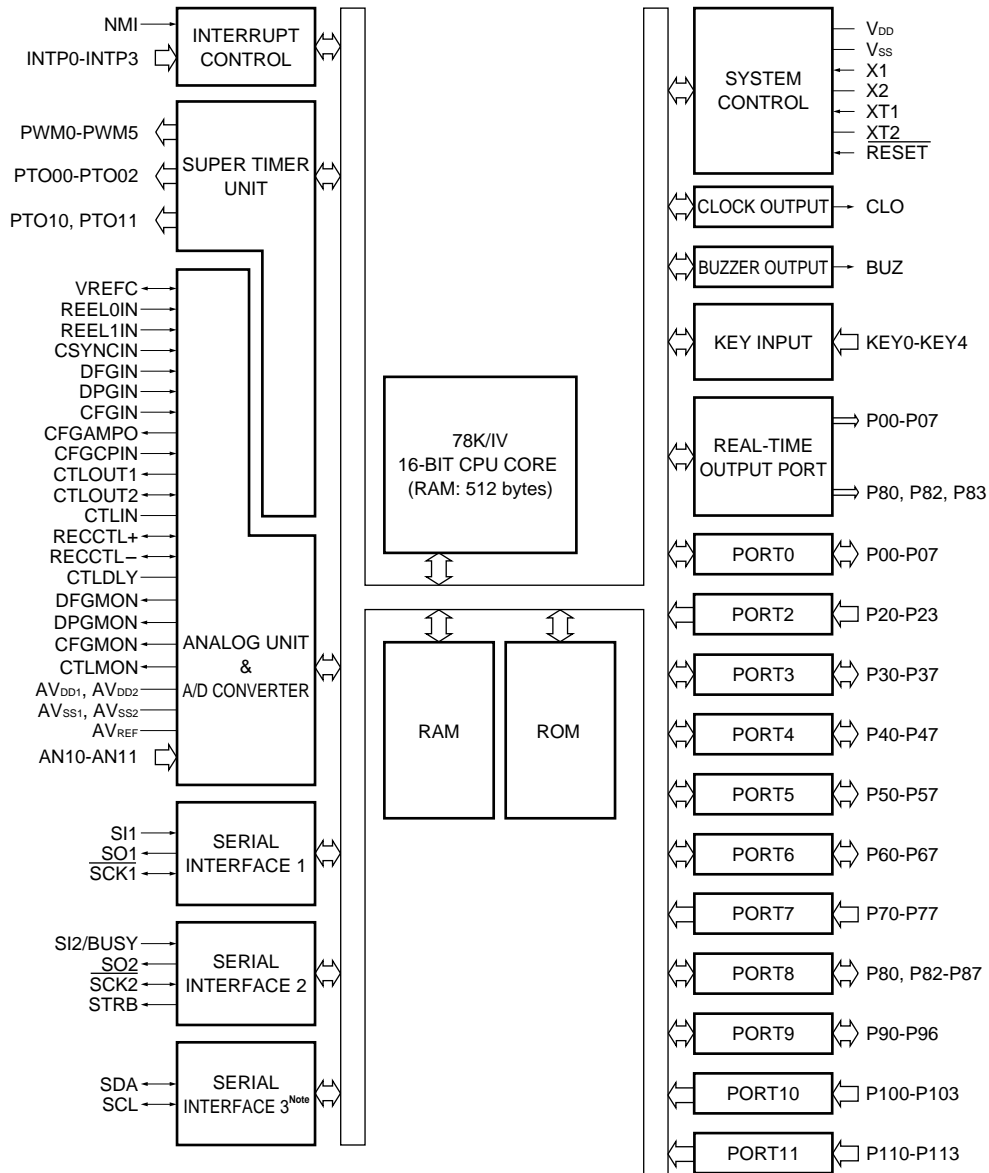 NMI
INTP0-INTP3
INTERRUPT
CONTROL
PWM0-PWM5
PTO00-PTO02
PTO10, PTO11
SUPER TIMER
UNIT
VREFC
REEL0IN
REEL1IN
CSYNCIN
DFGIN
DPGIN
CFGIN
CFGAMPO
CFGCPIN
CTLOUT1
CTLOUT2
CTLIN
RECCTL+
RECCTL−
CTLDLY
DFGMON
DPGMON
CFGMON
CTLMON
AVDD1, AVDD2
AVSS1, AVSS2
AVREF
AN10-AN11
ANALOG UNIT
&
A/D CONVERTER
SI1
SO1
SCK1
SERIAL
INTERFACE 1
SI2/BUSY
SO2
SCK2
STRB
SERIAL
INTERFACE 2
SDA
SCL
SERIAL
INTERFACE 3Note
78K/IV
16-BIT CPU CORE
(RAM: 512 bytes)
RAM
ROM
SYSTEM
CONTROL
VDD
VSS
X1
X2
XT1
XT2
RESET
CLOCK OUTPUT
CLO
BUZZER OUTPUT
BUZ
KEY INPUT
KEY0-KEY4
REAL-TIME
OUTPUT PORT
P00-P07
P80, P82, P83
PORT0
P00-P07
PORT2
P20-P23
PORT3
P30-P37
PORT4
P40-P47
PORT5
P50-P57
PORT6
P60-P67
PORT7
P70-P77
PORT8
P80, P82-P87
PORT9
P90-P96
PORT10
P100-P103
PORT11
P110-P113